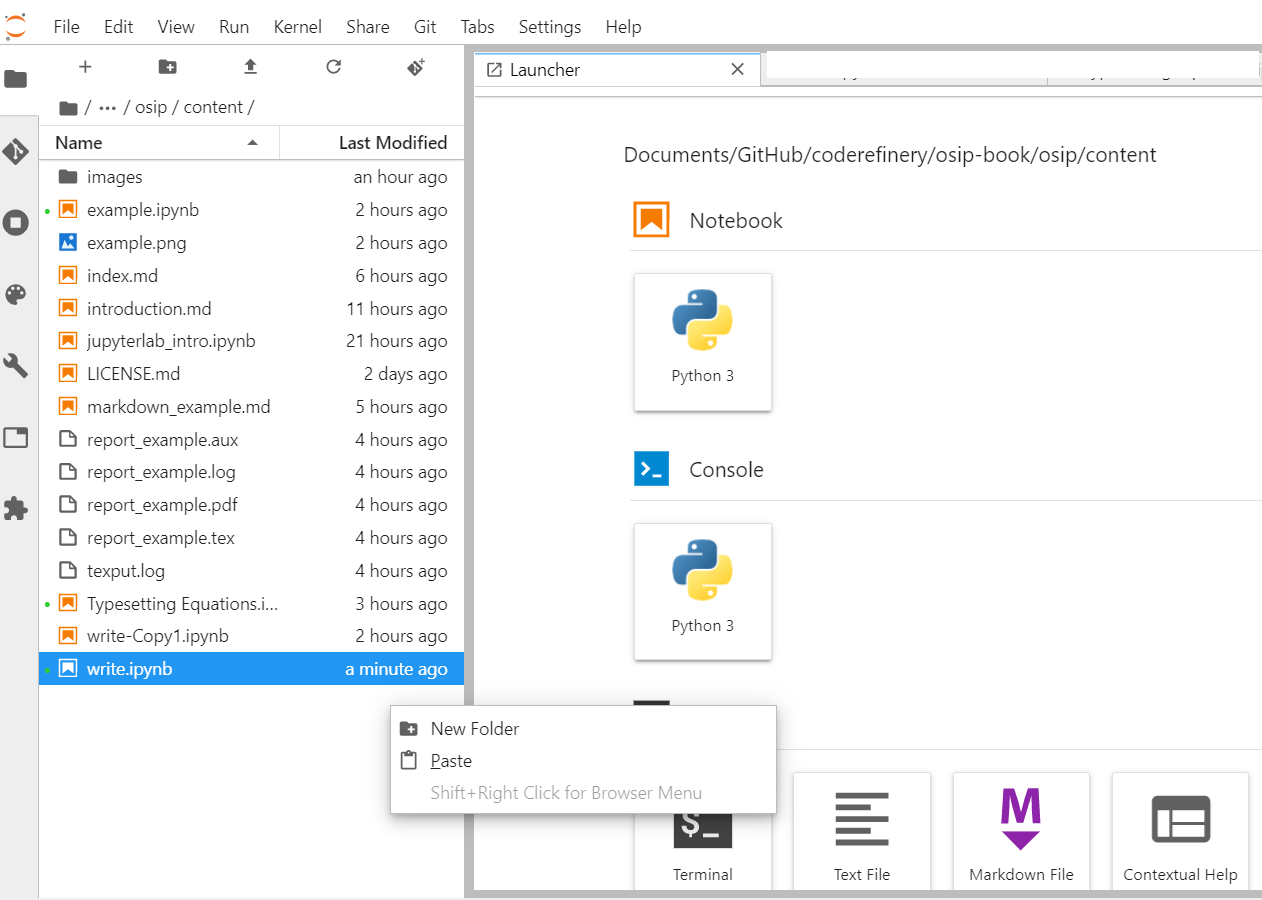 File Edit View Run Kernel Share Git Tabs Settings Help
Launcher
/ ··· / osip / content /
Name Last Modified
images an hour ago
example.ipynb 2 hours ago
example.png 2 hours ago
index.md 6 hours ago
introduction.md 11 hours ago
jupyterlab_intro.ipynb 21 hours ago
LICENSE.md 2 days ago
markdown_example.md 5 hours ago
report_example.aux 4 hours ago
report_example.log 4 hours ago
report_example.pdf 4 hours ago
report_example.tex 4 hours ago
texput.log 4 hours ago
Typesetting Equations.i... 3 hours ago
write-Copy1.ipynb 2 hours ago
write.ipynb a minute ago
Documents/GitHub/coderefinery/osip-book/osip/content
Notebook
Python 3
Console
Python 3
New Folder
Paste
Shift+Right Click for Browser Menu
$_
M
Terminal Text File Markdown File Contextual Help